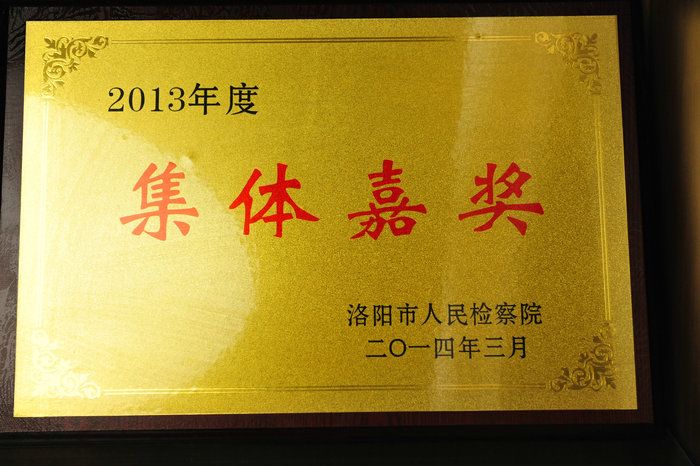 2013年度
集体嘉奖
洛阳市人民检察院
二〇一四年三月